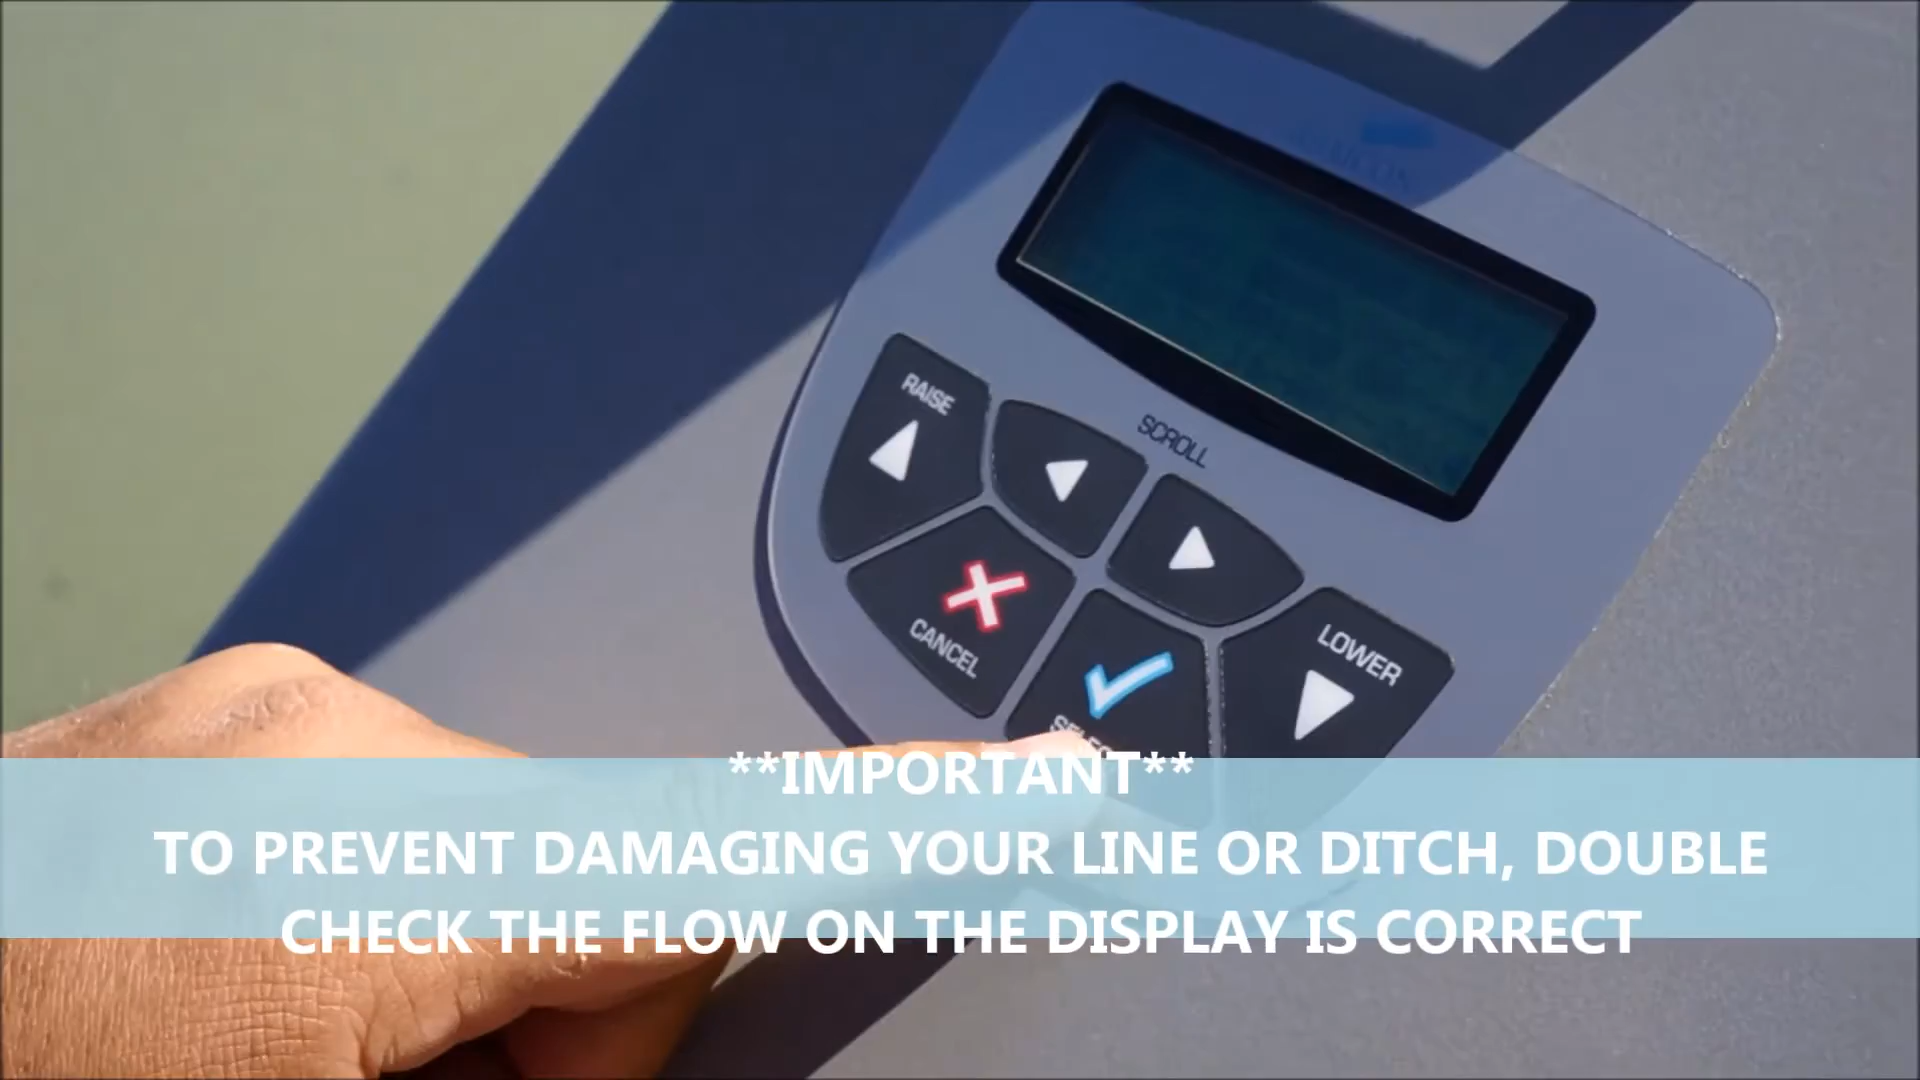 RAISE
SCROLL
CANCEL
LOWER
**IMPORTANT**
TO PREVENT DAMAGING YOUR LINE OR DITCH, DOUBLE
CHECK THE FLOW ON THE DISPLAY IS CORRECT